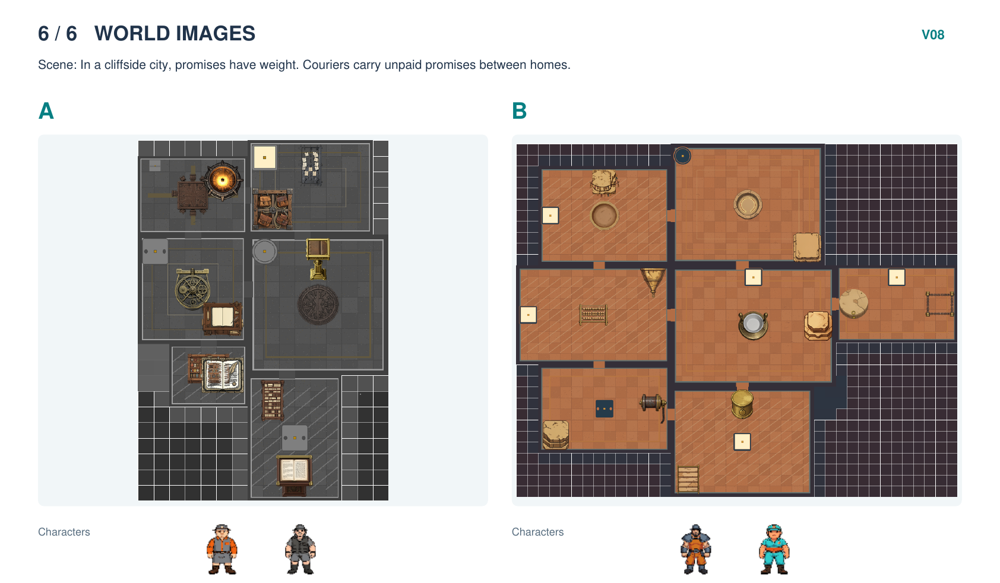 6 / 6 WORLD IMAGES
V08
Scene: In a cliffside city, promises have weight. Couriers carry unpaid promises between homes.
A
B
Characters
Characters